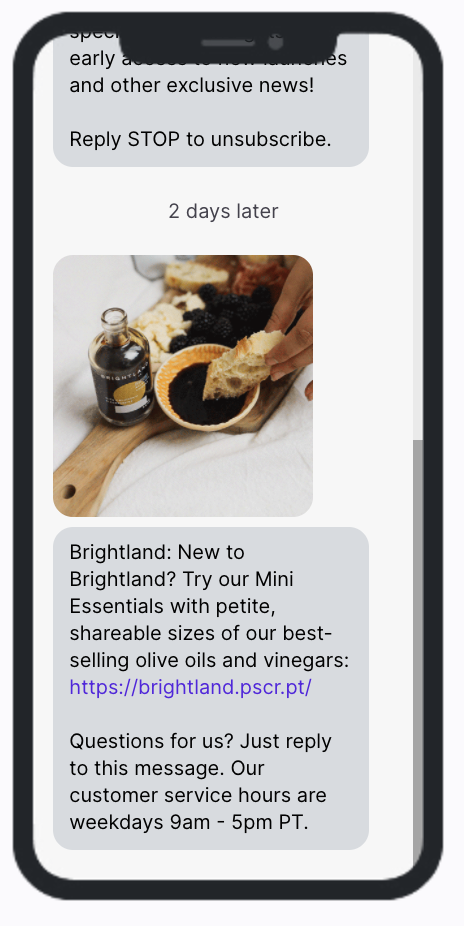 early access to new launches
and other exclusive news!
Reply STOP to unsubscribe.
2 days later
BRIGHTLAND
Brightland: New to
Brightland? Try our Mini
Essentials with petite,
shareable sizes of our best-
selling olive oils and vinegars:
https://brightland.pscr.pt/
Questions for us? Just reply
to this message. Our
customer service hours are
weekdays 9am - 5pm PT.